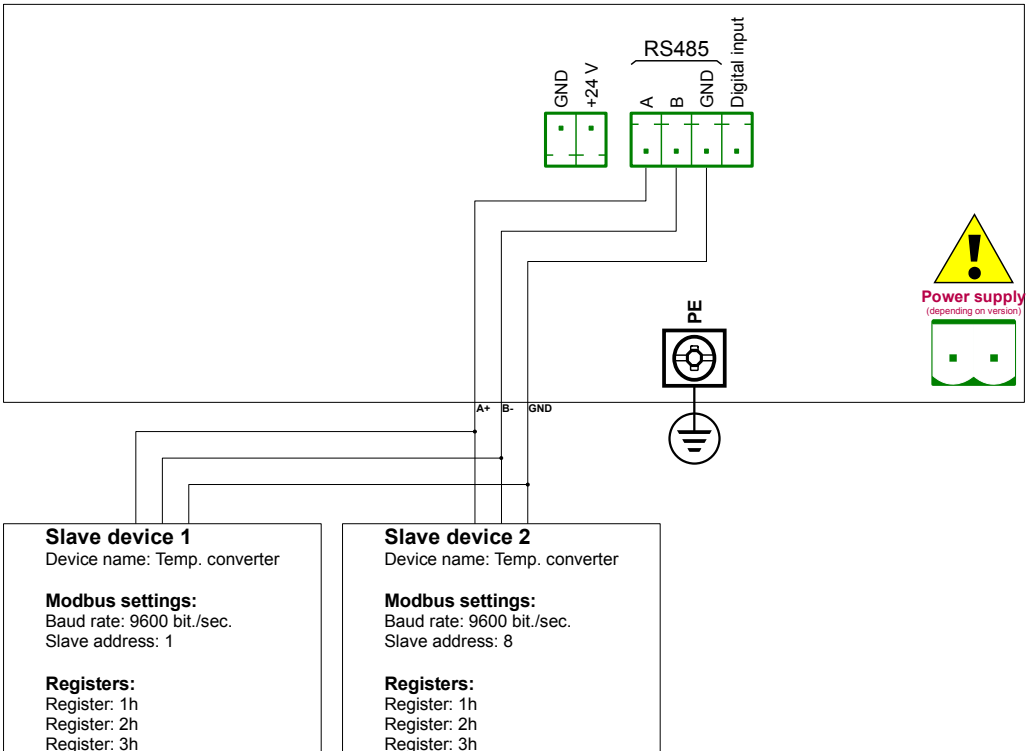 RS485
GND
+24 V
A
B
GND
Digital input
Power supply
(depending on version)
PE
A+ B- GND
Slave device 1
Device name: Temp. converter
Modbus settings:
Baud rate: 9600 bit./sec.
Slave address: 1
Registers:
Register: 1h
Register: 2h
Register: 3h
Slave device 2
Device name: Temp. converter
Modbus settings:
Baud rate: 9600 bit./sec.
Slave address: 8
Registers:
Register: 1h
Register: 2h
Register: 3h